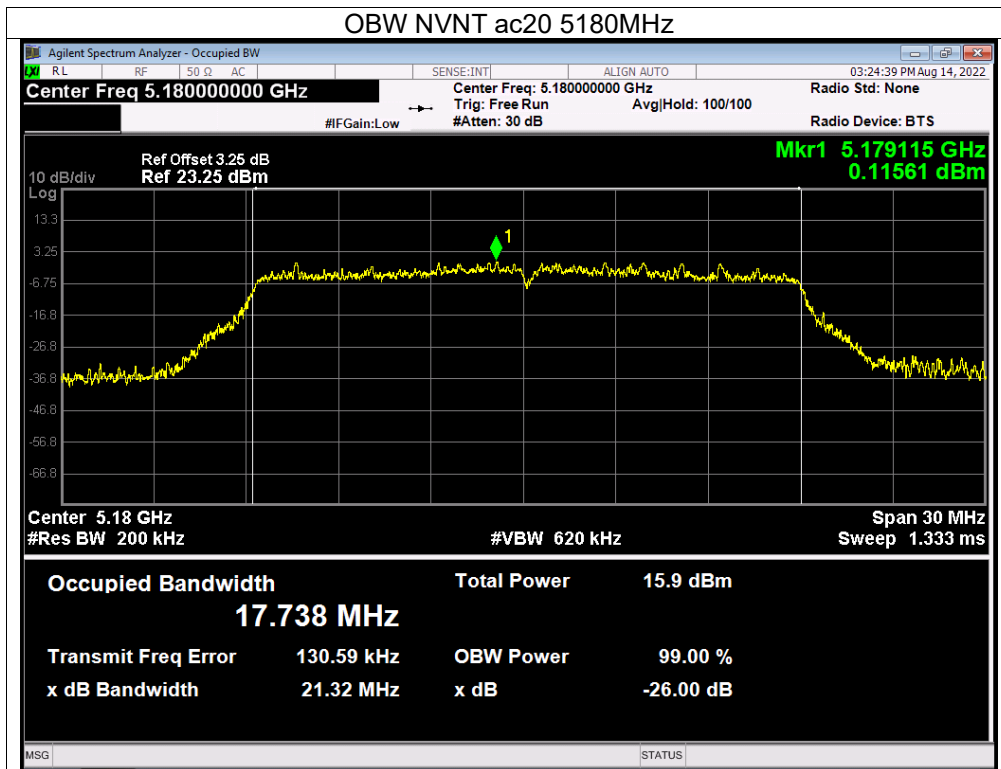 OBW NVNT ac20 5180MHz
Agilent Spectrum Analyzer - Occupied BW
LXI RL RF 50 Ω AC SENSE:INT ALIGN AUTO 03:24:39 PM Aug 14, 2022
Center Freq 5.180000000 GHz Center Freq: 5.180000000 GHz Radio Std: None
Trig: Free Run Avg|Hold: 100/100
#IFGain:Low #Atten: 30 dB Radio Device: BTS
Mkr1 5.179115 GHz
0.11561 dBm
Ref Offset 3.25 dB
10 dB/div Ref 23.25 dBm
Log
13.3
1
3.25
-6.75
-16.8
-26.8
-36.8
-46.8
-56.8
-66.8
Center 5.18 GHz Span 30 MHz
#Res BW 200 kHz #VBW 620 kHz Sweep 1.333 ms
Occupied Bandwidth Total Power 15.9 dBm
17.738 MHz
Transmit Freq Error 130.59 kHz OBW Power 99.00 %
x dB Bandwidth 21.32 MHz x dB -26.00 dB
MSG STATUS